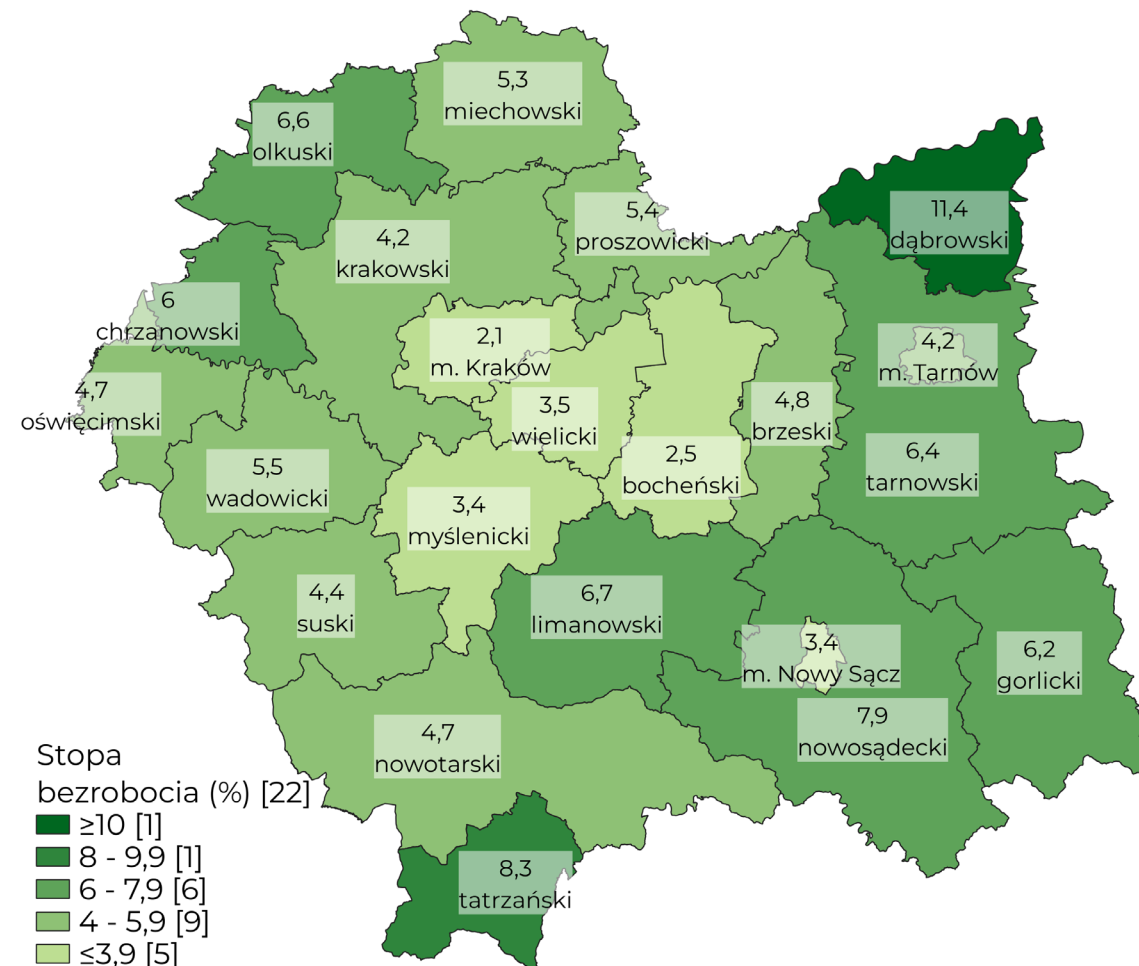 5,3
miechowski
6,6
olkuski
11,4
dąbrowski
5,4
proszowicki
4,2
krakowski
6
chrzanowski
2,1
m. Kraków
4,2
m. Tarnów
4,7
oświęcimski
3,5
wielicki
4,8
brzeski
2,5
bocheński
6,4
tarnowski
5,5
wadowicki
3,4
myślenicki
4,4
suski
6,7
limanowski
3,4
m. Nowy Sącz
6,2
gorlicki
7,9
nowosądecki
4,7
nowotarski
8,3
tatrzański
Stopa
bezrobocia (%) [22]
≥10 [1]
8 - 9,9 [1]
6 - 7,9 [6]
4 - 5,9 [9]
≤3,9 [5]